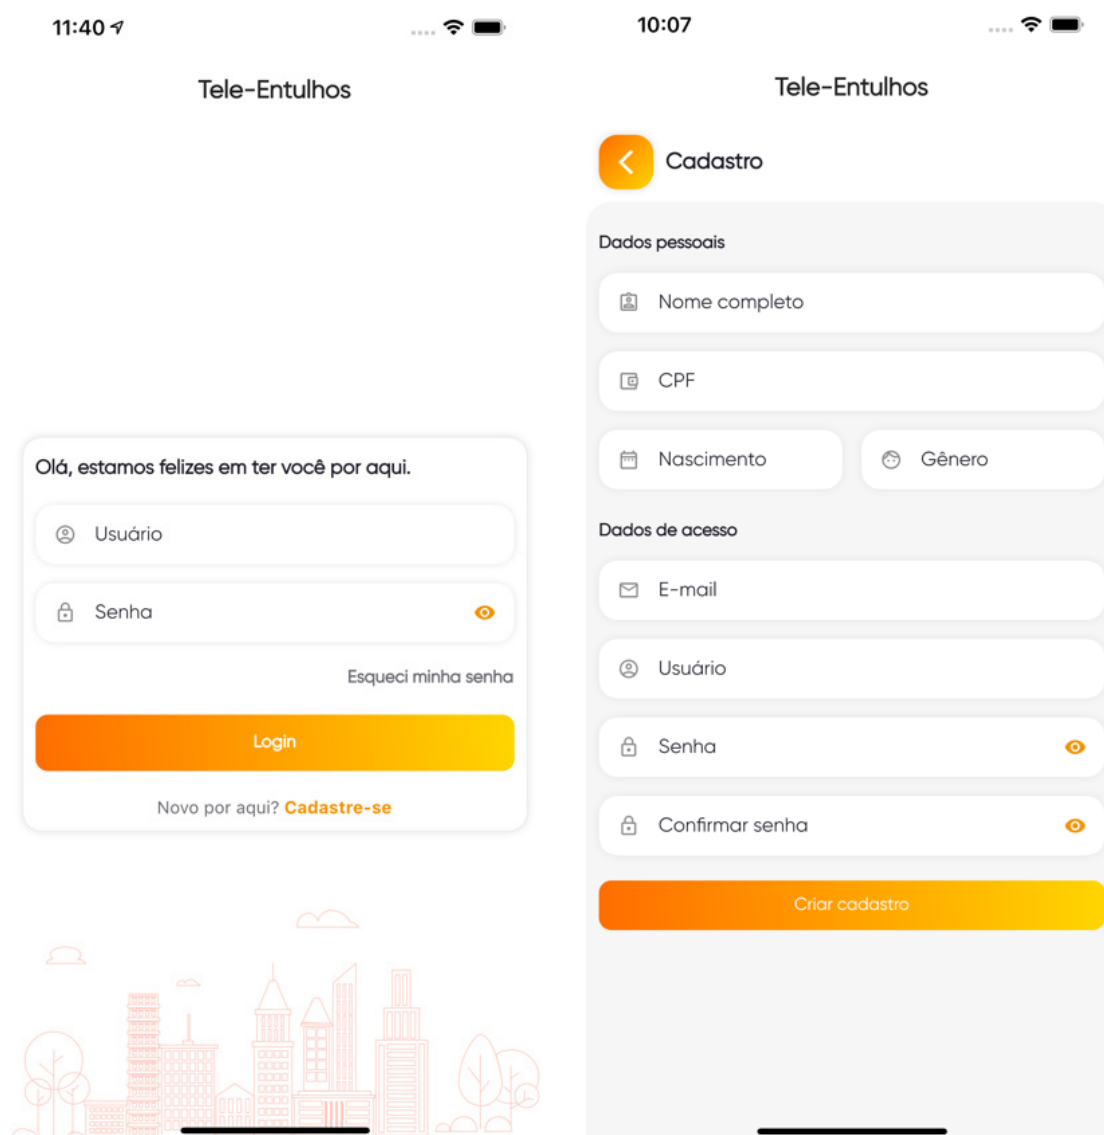 11:40
Tele-Entulhos
Olá, estamos felizes em ter você por aqui.
Usuário
Senha
Esqueci minha senha
Login
Novo por aqui? Cadastre-se
10:07
Tele-Entulhos
Cadastro
Dados pessoais
Nome completo
CPF
Nascimento
Gênero
Dados de acesso
E-mail
Usuário
Senha
Confirmar senha
Criar cadastro